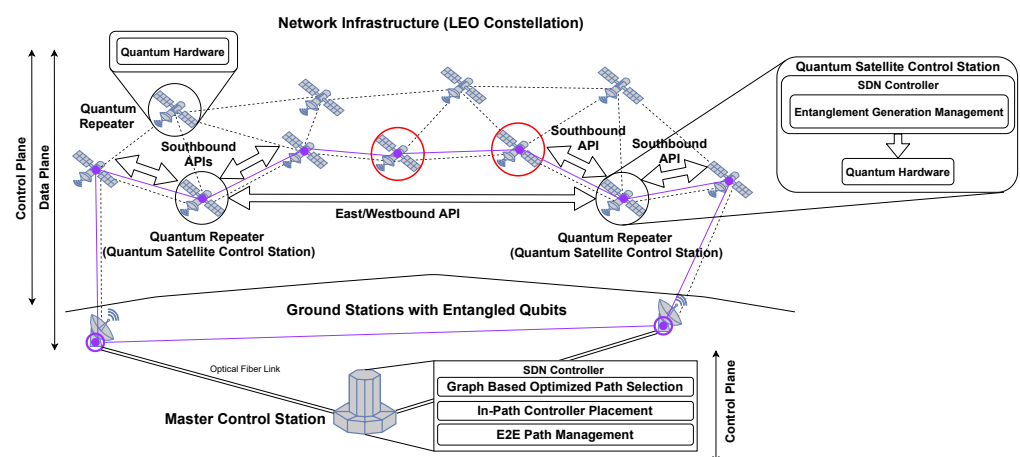 Network Infrastructure (LEO Constellation)
Quantum Hardware
Quantum
Repeater
Southbound
APIs
Southbound
API
Southbound
API
Quantum Satellite Control Station
SDN Controller
Entanglement Generation Management
Quantum Hardware
Control Plane
Data Plane
East/Westbound API
Quantum Repeater
(Quantum Satellite Control Station)
Quantum Repeater
(Quantum Satellite Control Station)
Ground Stations with Entangled Qubits
Optical Fiber Link
Master Control Station
SDN Controller
Graph Based Optimized Path Selection
In-Path Controller Placement
E2E Path Management
Control Plane